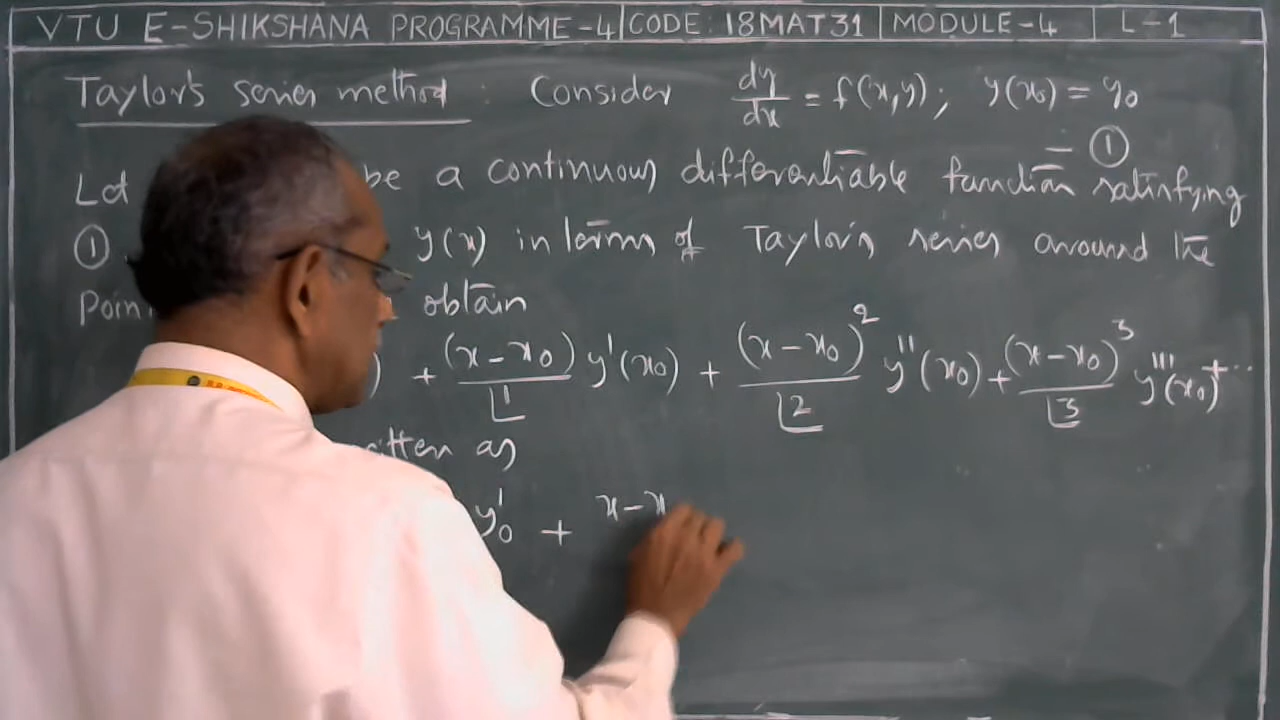 VTU E-SHIKSHANA PROGRAMME-4 | CODE: 18MAT31 | MODULE-4 | L-1
Taylor's series method : Consider dy/dx = f(x,y); y(x₀) = y₀
— ①
Let be a continuous differentiable function satisfying
① y(x) in terms of Taylor's series around the
Poin obtain
) + (x-x₀)/⌊1 y'(x₀) + (x-x₀)²/⌊2 y''(x₀) + (x-x₀)³/⌊3 y'''(x₀) + ...
itten as
y₀' + x-x